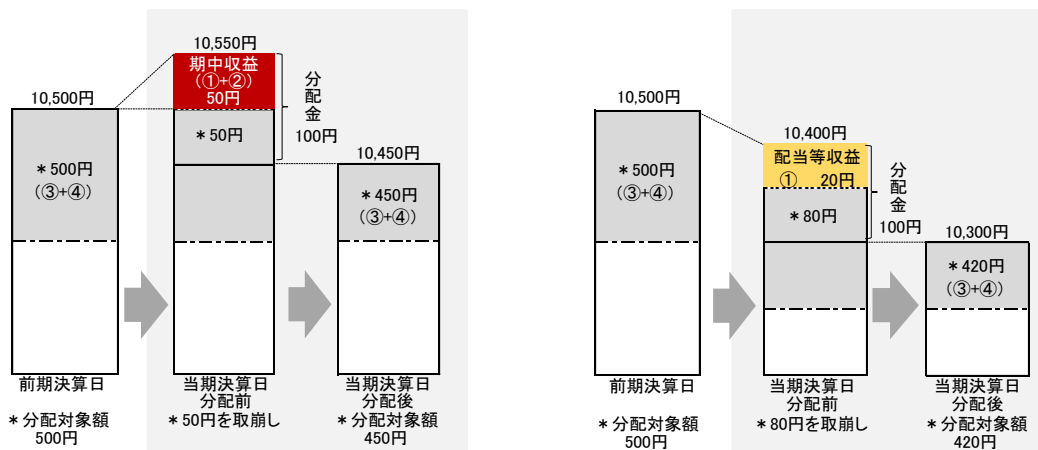 10,550円
期中収益
(①+②)
50円
分配金
100円
10,500円
*500円
(③+④)
*50円
10,450円
*450円
(③+④)
前期決算日
当期決算日
分配前
当期決算日
分配後
*分配対象額
500円
*50円を取崩し
*分配対象額
450円
10,500円
*500円
(③+④)
10,400円
配当等収益
① 20円
分配金
100円
*80円
10,300円
*420円
(③+④)
前期決算日
当期決算日
分配前
当期決算日
分配後
*分配対象額
500円
*80円を取崩し
*分配対象額
420円